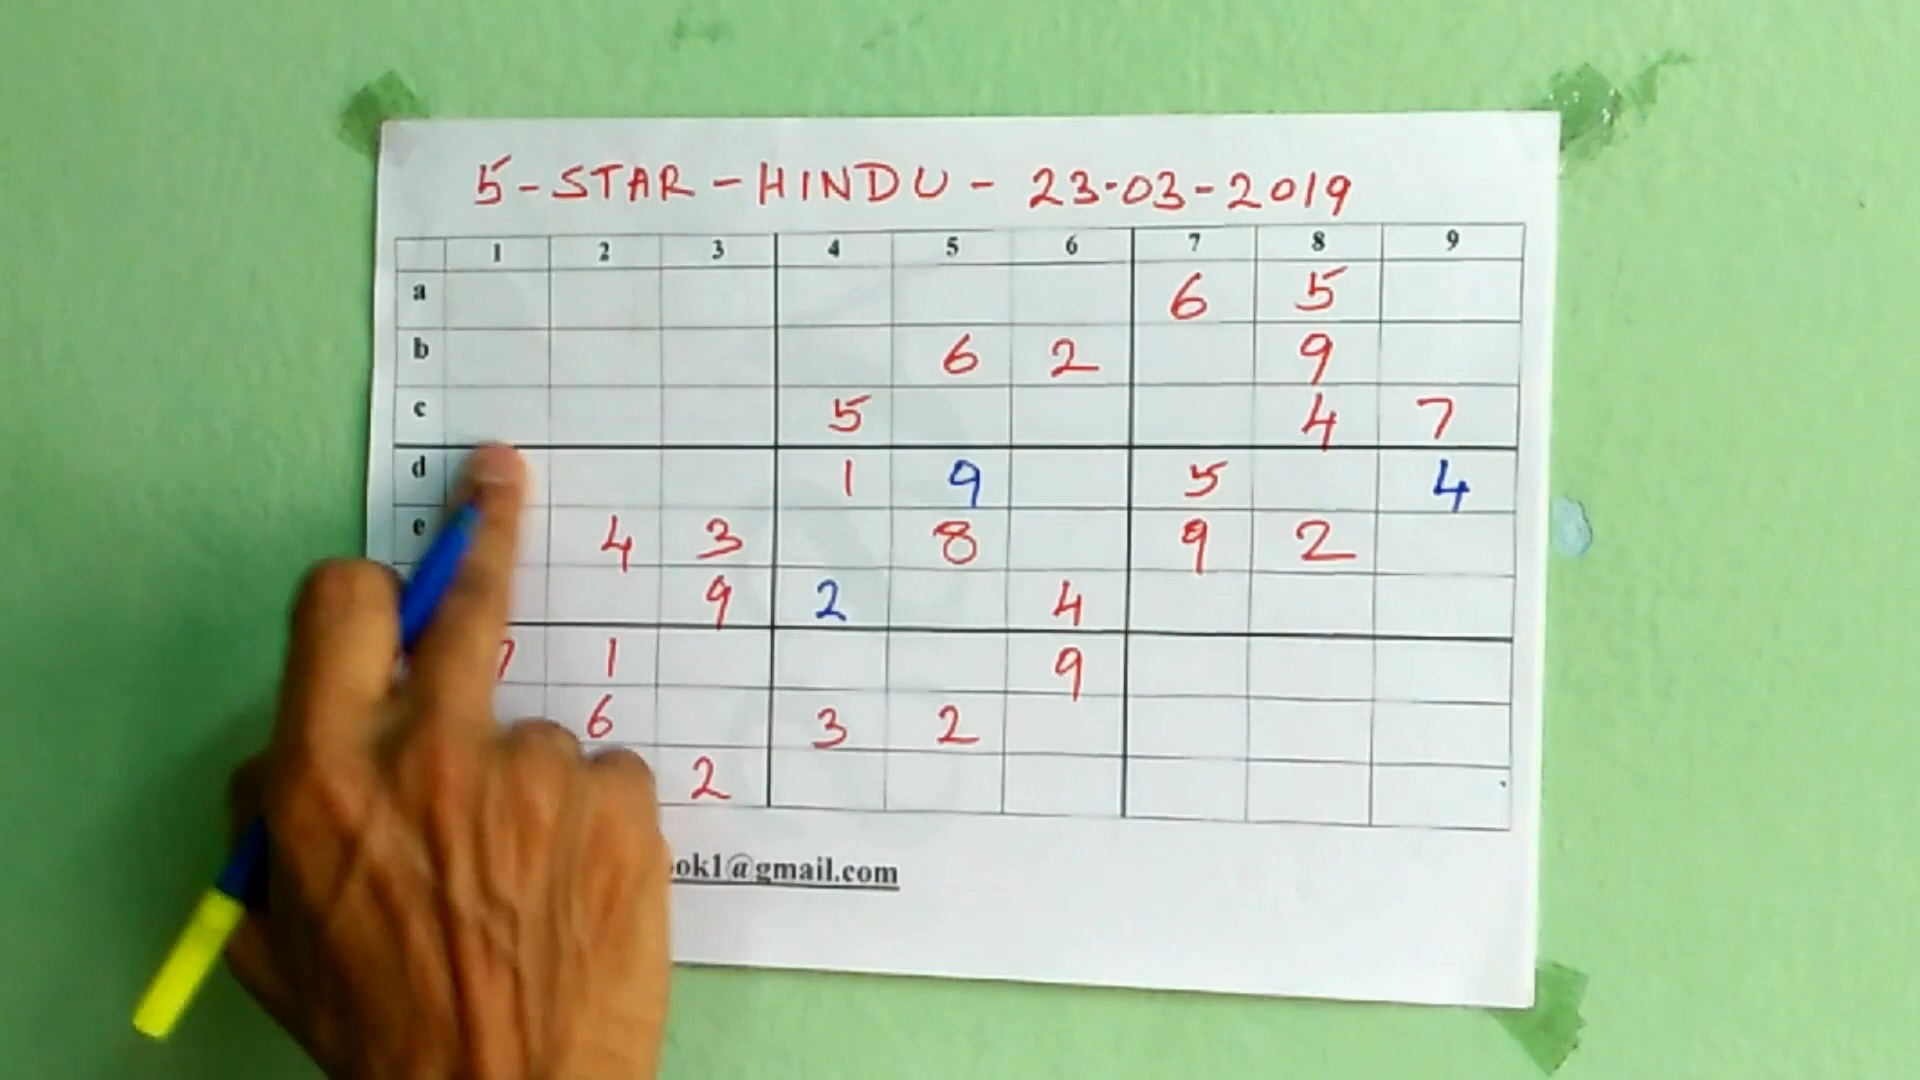 5-STAR-HINDU-23-03-2019
1 2 3 4 5 6 7 8 9
a 6 5
b 6 2 9
c 5 4 7
d 1 9 5 4
e 4 3 8 9 2
9 2 4
7 1 9
6 3 2
2
ok1@gmail.com